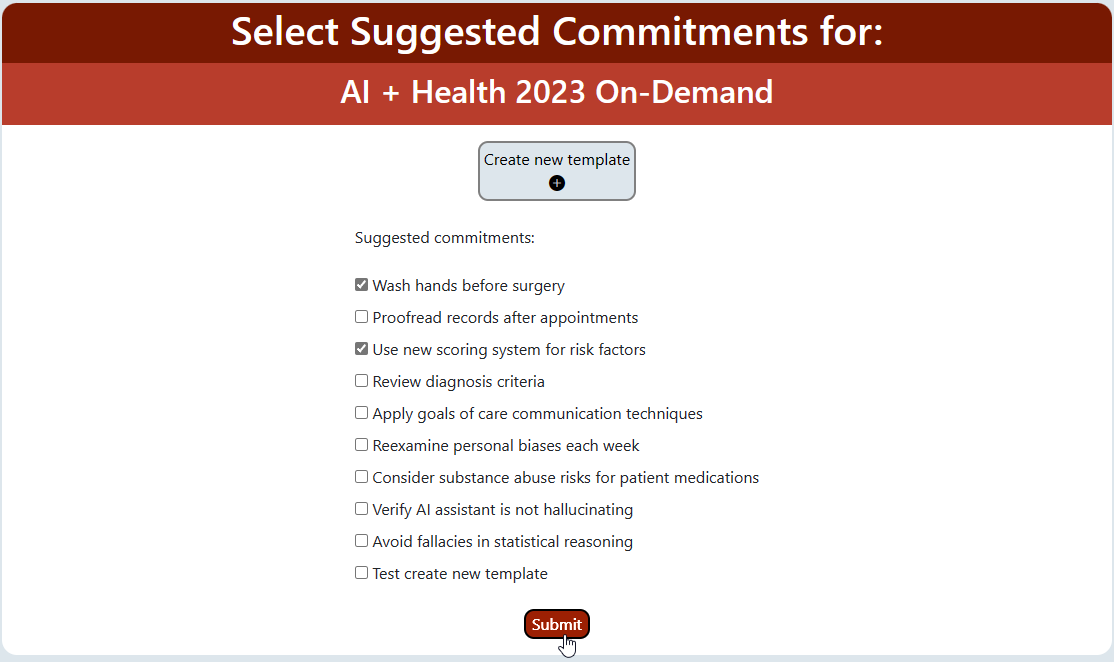 Select Suggested Commitments for:
AI + Health 2023 On-Demand
Create new template
Suggested commitments:
Wash hands before surgery
Proofread records after appointments
Use new scoring system for risk factors
Review diagnosis criteria
Apply goals of care communication techniques
Reexamine personal biases each week
Consider substance abuse risks for patient medications
Verify AI assistant is not hallucinating
Avoid fallacies in statistical reasoning
Test create new template
Submit